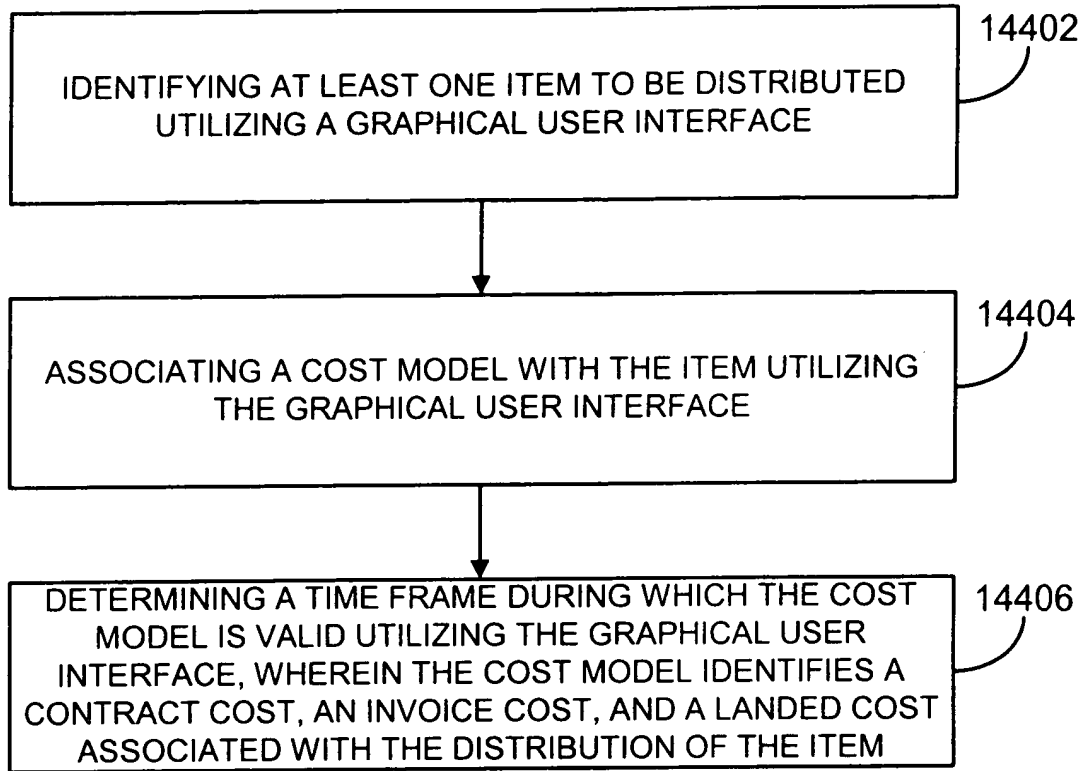 14402
IDENTIFYING AT LEAST ONE ITEM TO BE DISTRIBUTED
UTILIZING A GRAPHICAL USER INTERFACE
14404
ASSOCIATING A COST MODEL WITH THE ITEM UTILIZING
THE GRAPHICAL USER INTERFACE
14406
DETERMINING A TIME FRAME DURING WHICH THE COST
MODEL IS VALID UTILIZING THE GRAPHICAL USER
INTERFACE, WHEREIN THE COST MODEL IDENTIFIES A
CONTRACT COST, AN INVOICE COST, AND A LANDED COST
ASSOCIATED WITH THE DISTRIBUTION OF THE ITEM